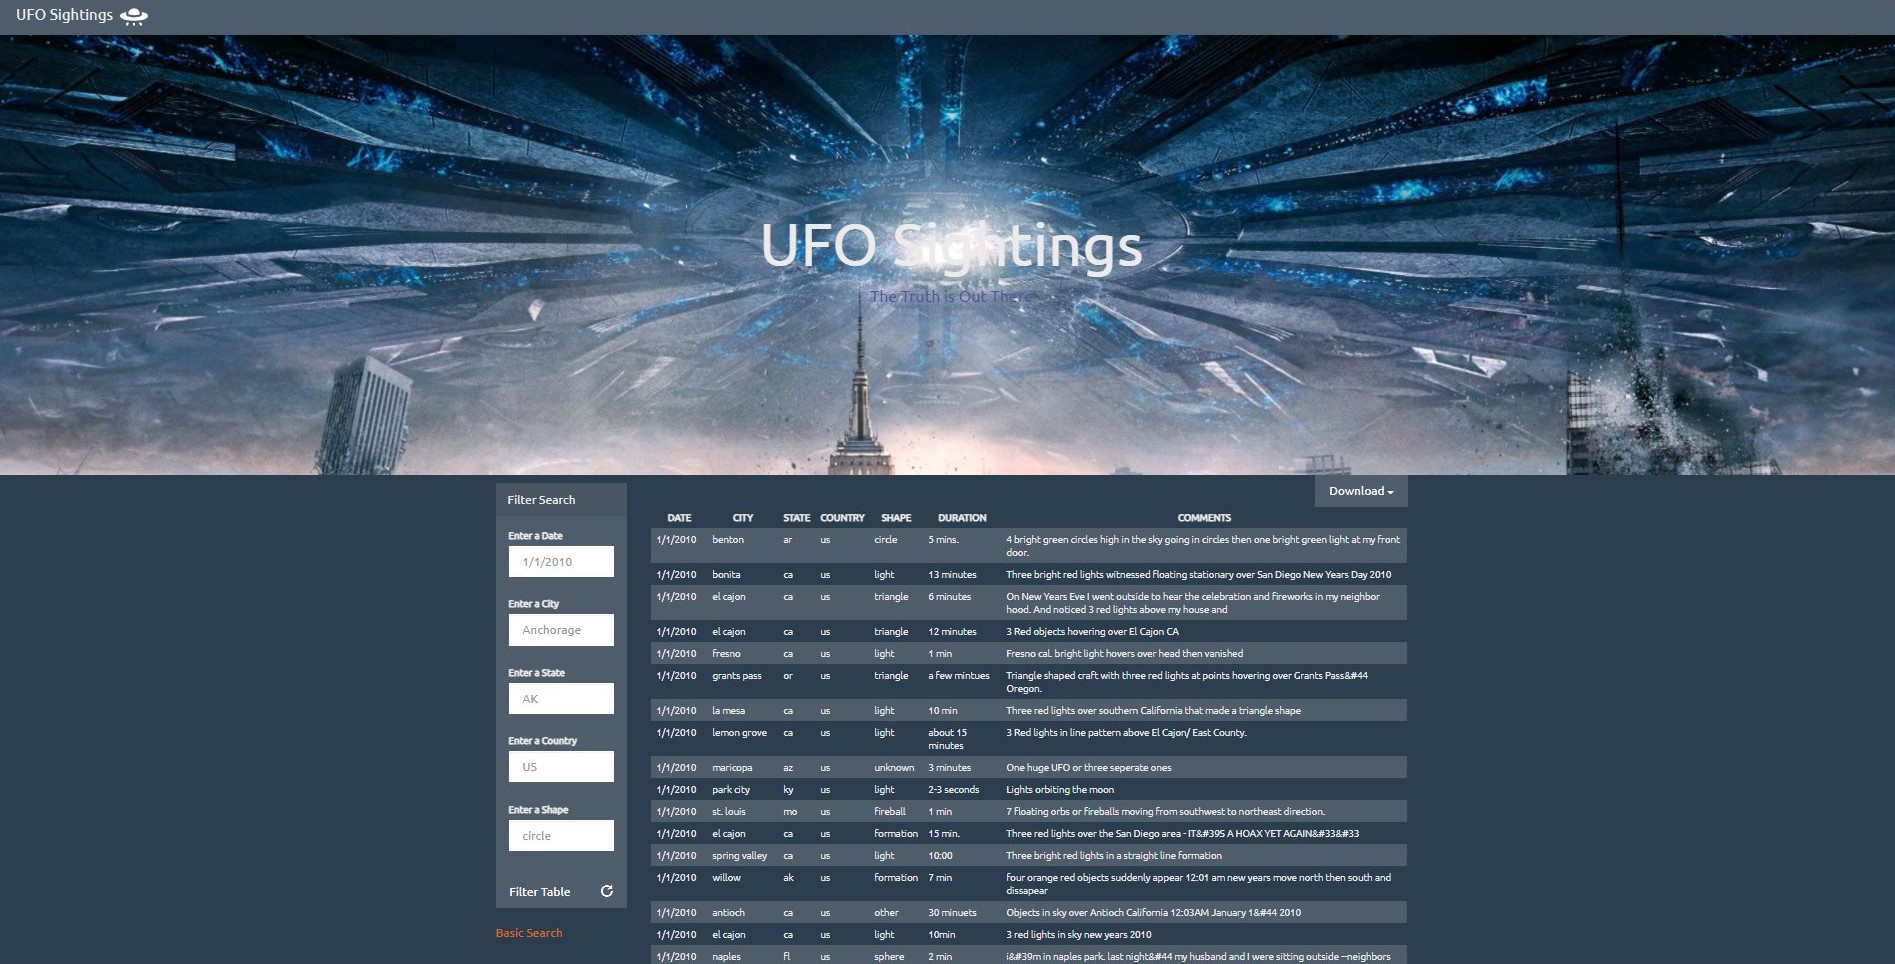 UFO Sightings
UFO Sightings
The Truth is Out There
Filter Search
Enter a Date
1/1/2010
Enter a City
Anchorage
Enter a State
AK
Enter a Country
US
Enter a Shape
circle
Filter Table
Basic Search
Download
DATE CITY STATE COUNTRY SHAPE DURATION COMMENTS
1/1/2010 benton ar us circle 5 mins. 4 bright green circles high in the sky going in circles then one bright green light at my front
door.
1/1/2010 bonita ca us light 13 minutes Three bright red lights witnessed floating stationary over San Diego New Years Day 2010
1/1/2010 el cajon ca us triangle 6 minutes On New Years Eve I went outside to hear the celebration and fireworks in my neighbor
hood. And noticed 3 red lights above my house and
1/1/2010 el cajon ca us triangle 12 minutes 3 Red objects hovering over El Cajon CA
1/1/2010 fresno ca us light 1 min Fresno cal. bright light hovers over head then vanished
1/1/2010 grants pass or us triangle a few mintues Triangle shaped craft with three red lights at points hovering over Grants Pass&#44
Oregon.
1/1/2010 la mesa ca us light 10 min Three red lights over southern California that made a triangle shape
1/1/2010 lemon grove ca us light about 15 3 Red lights in line pattern above El Cajon/ East County.
minutes
1/1/2010 maricopa az us unknown 3 minutes One huge UFO or three seperate ones
1/1/2010 park city ky us light 2-3 seconds Lights orbiting the moon
1/1/2010 st. louis mo us fireball 1 min 7 floating orbs or fireballs moving from southwest to northeast direction.
1/1/2010 el cajon ca us formation 15 min. Three red lights over the San Diego area - IT&#39S A HOAX YET AGAIN&#33&#33
1/1/2010 spring valley ca us light 10:00 Three bright red lights in a straight line formation
1/1/2010 willow ak us formation 7 min four orange red objects suddenly appear 12:01 am new years move north then south and
dissapear
1/1/2010 antioch ca us other 30 minuets Objects in sky over Antioch California 12:03AM January 1&#44 2010
1/1/2010 el cajon ca us light 10min 3 red lights in sky new years 2010
1/1/2010 naples fl us sphere 2 min i&#39m in naples park. last night&#44 my husband and I were sitting outside --neighbors